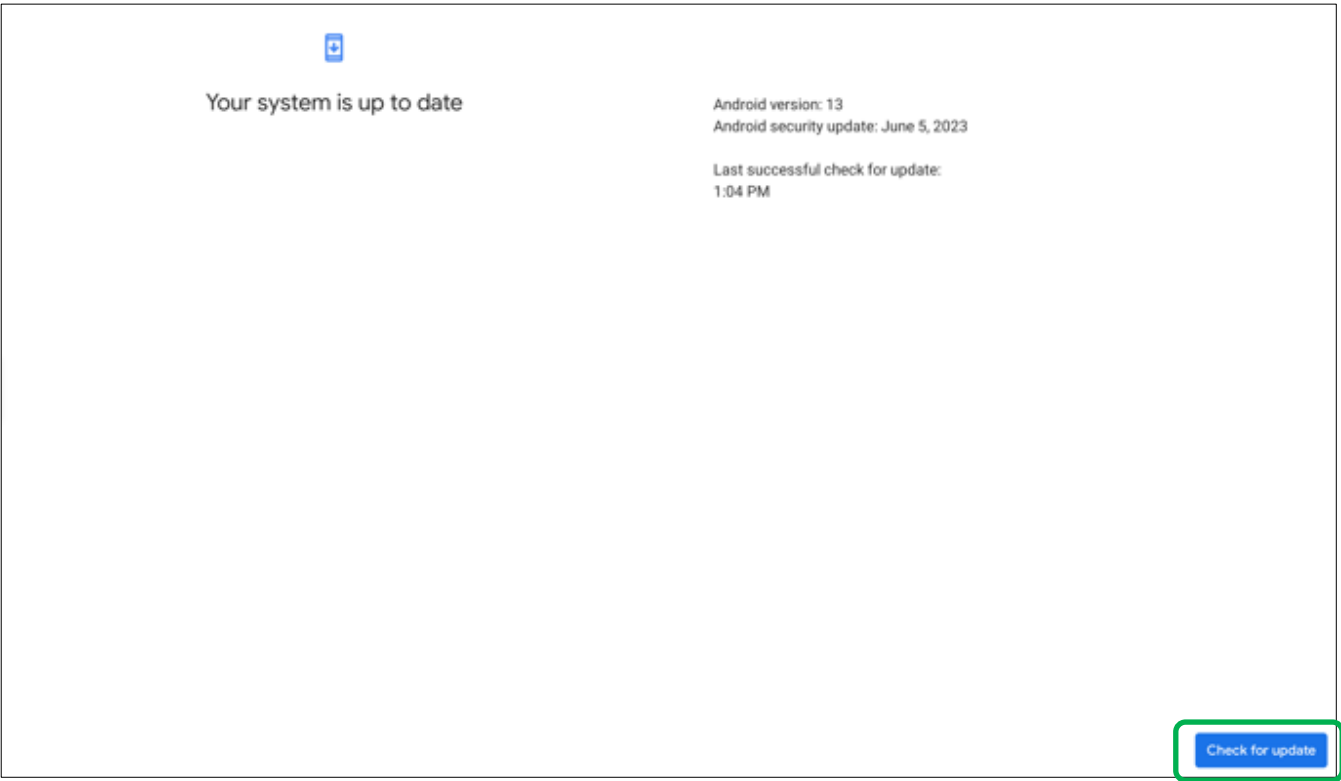 Your system is up to date
Android version: 13
Android security update: June 5, 2023
Last successful check for update:
1:04 PM
Check for update